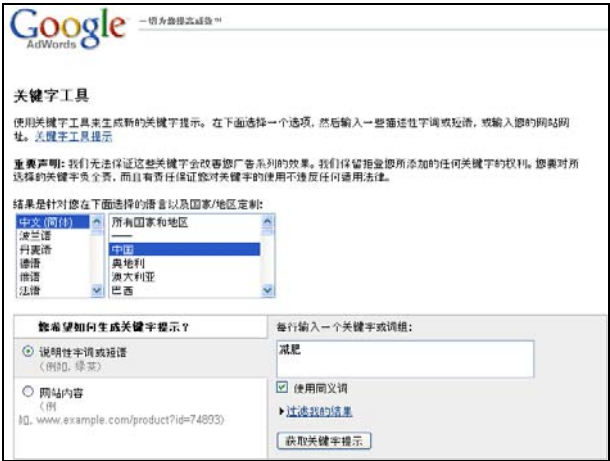 Google
AdWords
一切为您提高成效™
关键字工具
使用关键字工具来生成新的关键字提示。在下面选择一个选项，然后输入一些描述性字词或短语，或输入您的网站网
址。关键字工具提示
重要声明:我们无法保证这些关键字会改善您广告系列的效果。我们保留拒登您所添加的任何关键字的权利。您要对所
选择的关键字负全责，而且有责任保证您对关键字的使用不违反任何适用法律。
结果是针对您在下面选择的语言以及国家/地区定制:
中文(简体) 所有国家和地区
波兰语 ——
丹麦语 中国
德语 奥地利
俄语 澳大利亚
法语 巴西
您希望如何生成关键字提示？ 每行输入一个关键字或词组:
说明性字词或短语 减肥
(例如, 绿茶)
使用同义词
网站内容
(例 过滤我的结果
如, www.example.com/product?id=74893)
获取关键字提示